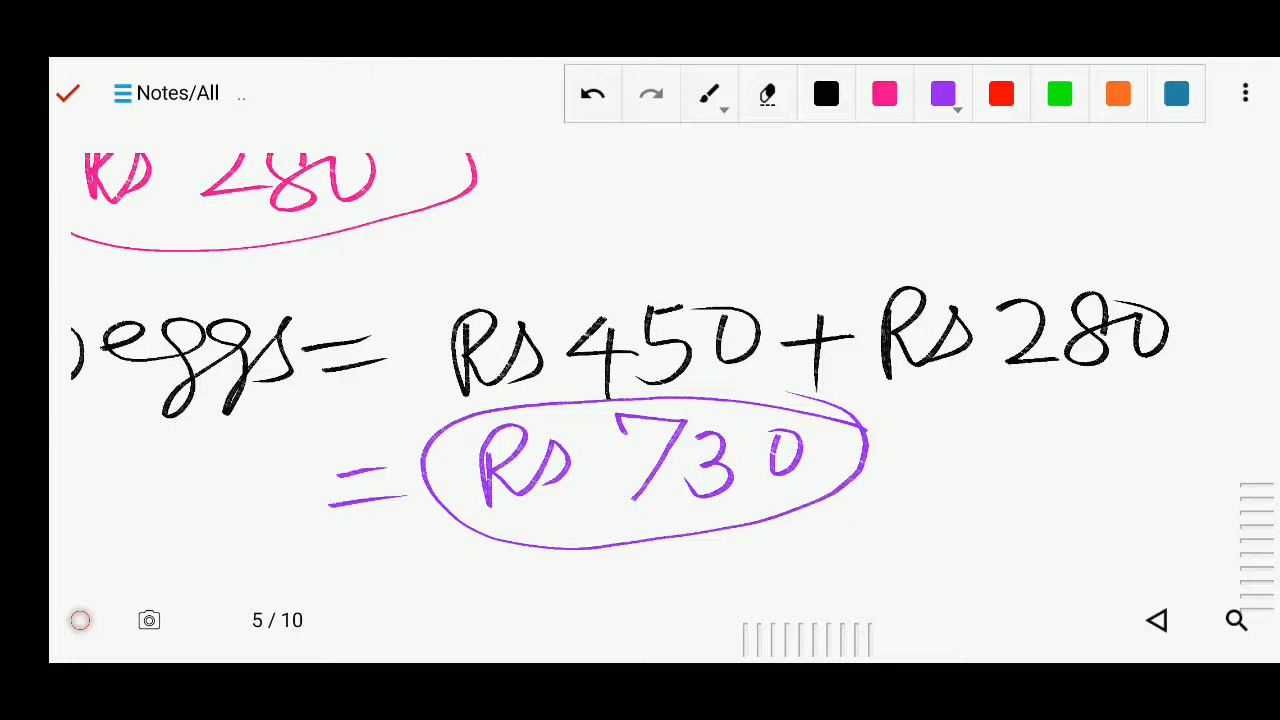 Notes/All ..
Rs 280
) eggs = Rs 450 + Rs 280
= Rs 730
5 / 10